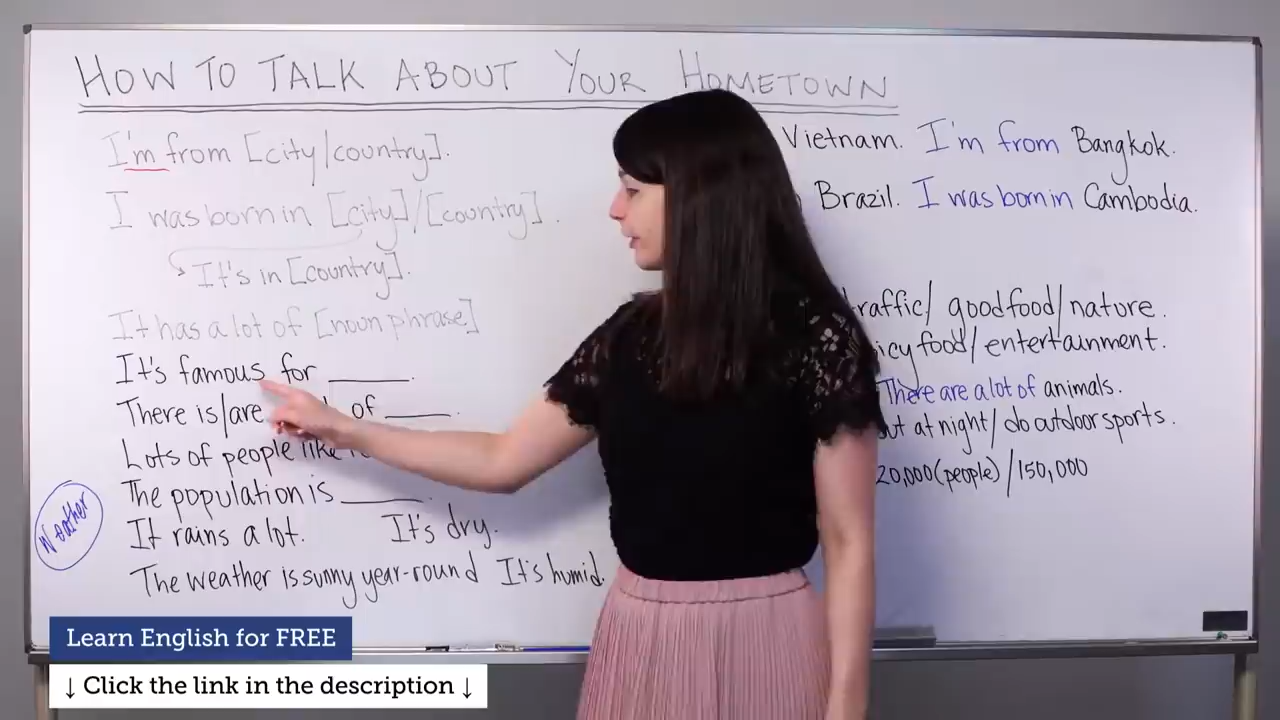 HOW TO TALK ABOUT YOUR HOMETOWN
I'm from [city/country].
Vietnam. I'm from Bangkok.
I was born in [city]/[country].
Brazil. I was born in Cambodia.
It's in [country].
It has a lot of [noun phrase]
traffic/ good food/ nature.
It's famous for ____.
food/ entertainment.
There is/are of ____.
There are a lot of animals.
Lots of people like
at night/ do outdoor sports.
The population is ____.
20,000 (people) / 150,000
Weather
It rains a lot. It's dry.
The weather is sunny year-round It's humid.
Learn English for FREE
↓ Click the link in the description ↓